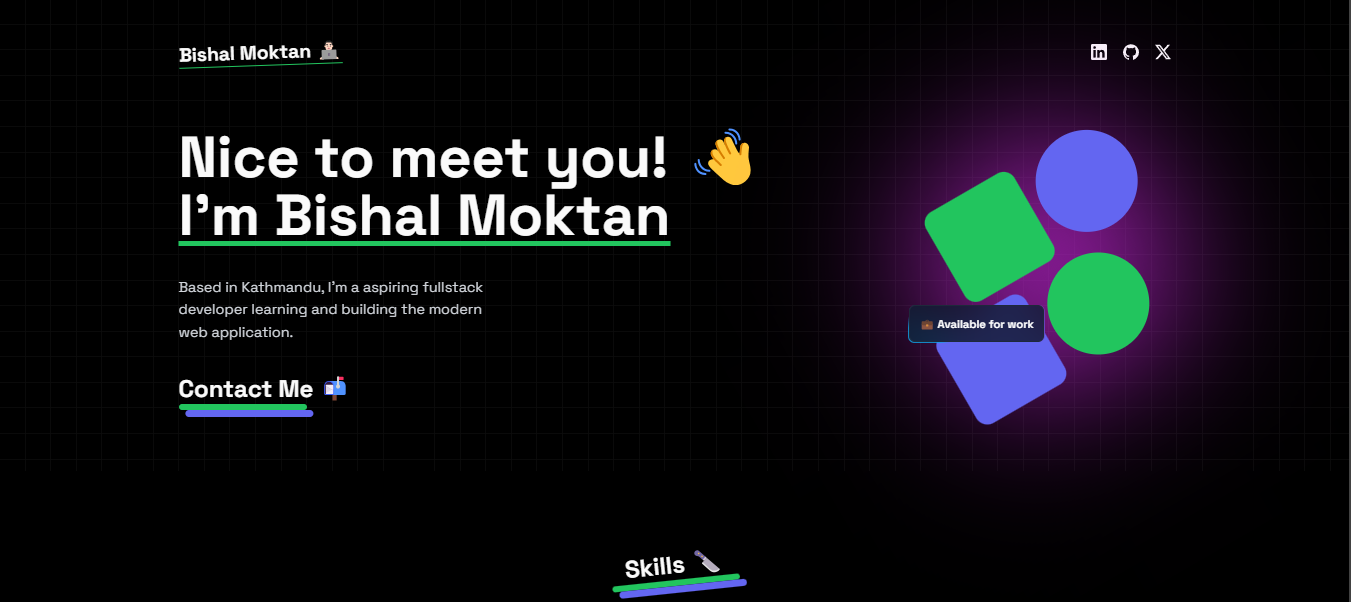 Bishal Moktan
Nice to meet you!
I'm Bishal Moktan
Based in Kathmandu, I'm a aspiring fullstack
developer learning and building the modern
web application.
Available for work
Contact Me
Skills